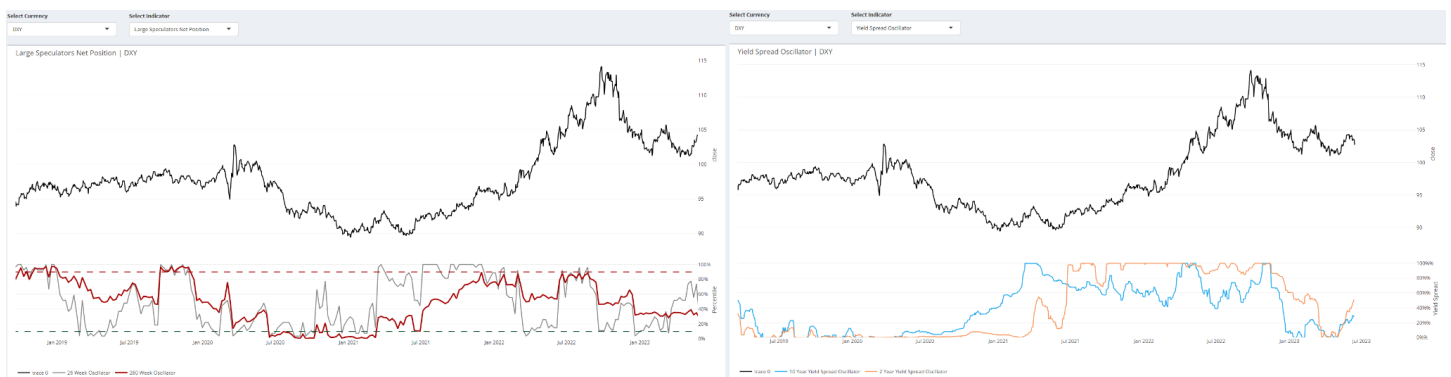 Select Currency Select Indicator
DXY Large Speculators Net Position
Large Speculators Net Position | DXY
115
110
105
100
95
90
close
100%
80%
60%
40%
20%
0%
Percentile
Jan 2019 Jul 2019 Jan 2020 Jul 2020 Jan 2021 Jul 2021 Jan 2022 Jul 2022 Jan 2023
trace 0 26 Week Oscillator 260 Week Oscillator
Select Currency Select Indicator
DXY Yield Spread Oscillator
Yield Spread Oscillator | DXY
115
110
105
100
95
90
close
100%%
80%%
60%%
40%%
20%%
0%%
Yield Spread
Jul 2019 Jan 2020 Jul 2020 Jan 2021 Jul 2021 Jan 2022 Jul 2022 Jan 2023 Jul 2023
trace 0 10 Year Yield Spread Oscillator 2 Year Yield Spread Oscillator